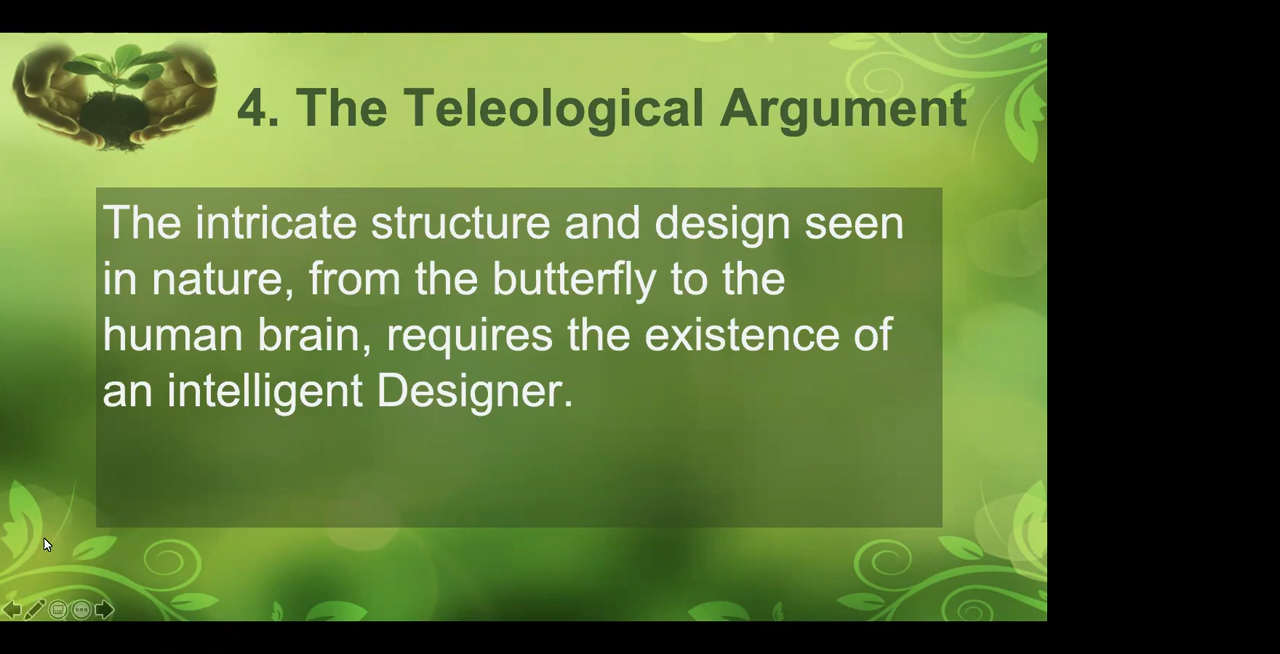 4. The Teleological Argument
The intricate structure and design seen
in nature, from the butterfly to the
human brain, requires the existence of
an intelligent Designer.